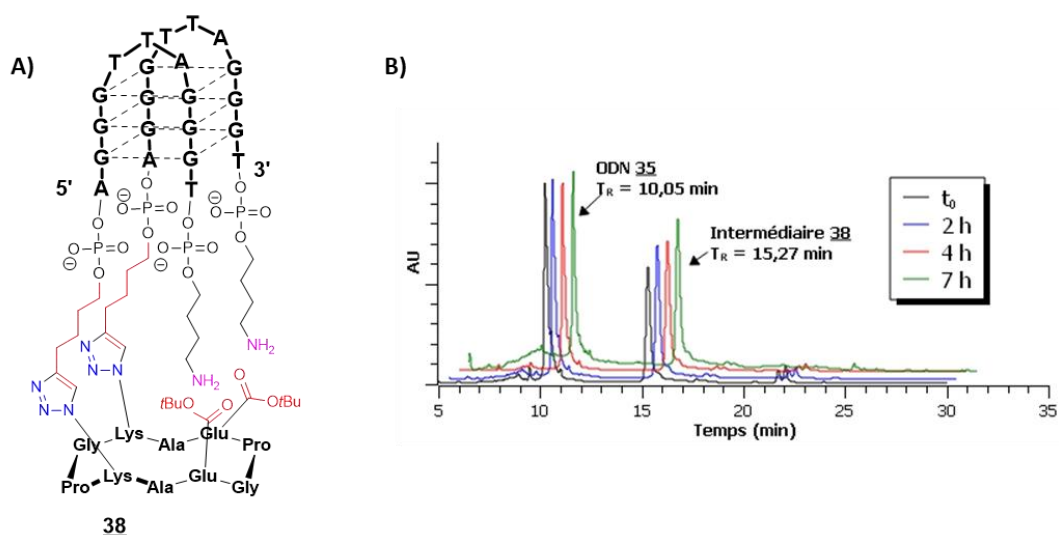 A)
T T T A
T G A G
G G G G
G G G G
G A G T
5' A T 3'
⊖ ⊖
O O O O
O=P-O O=P-O O=P-O O=P-O
⊖ ⊖
O O O O
NH₂
NH₂
N=N
N
N=N
N
tBuO O
O OtBu
Gly Lys Ala Glu Pro
Pro Lys Ala Glu Gly
38
B)
AU
ODN 35
TR = 10,05 min
Intermédiaire 38
TR = 15,27 min
t₀
2 h
4 h
7 h
5 10 15 20 25 30 35
Temps (min)